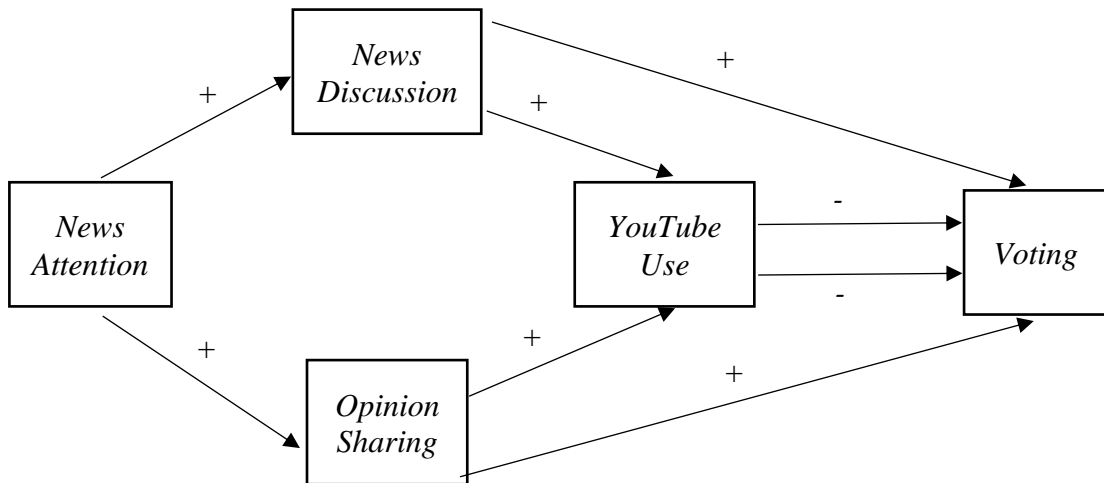 News
Discussion
+
+
+
News
Attention
YouTube
Use
-
-
Voting
+
+
+
Opinion
Sharing